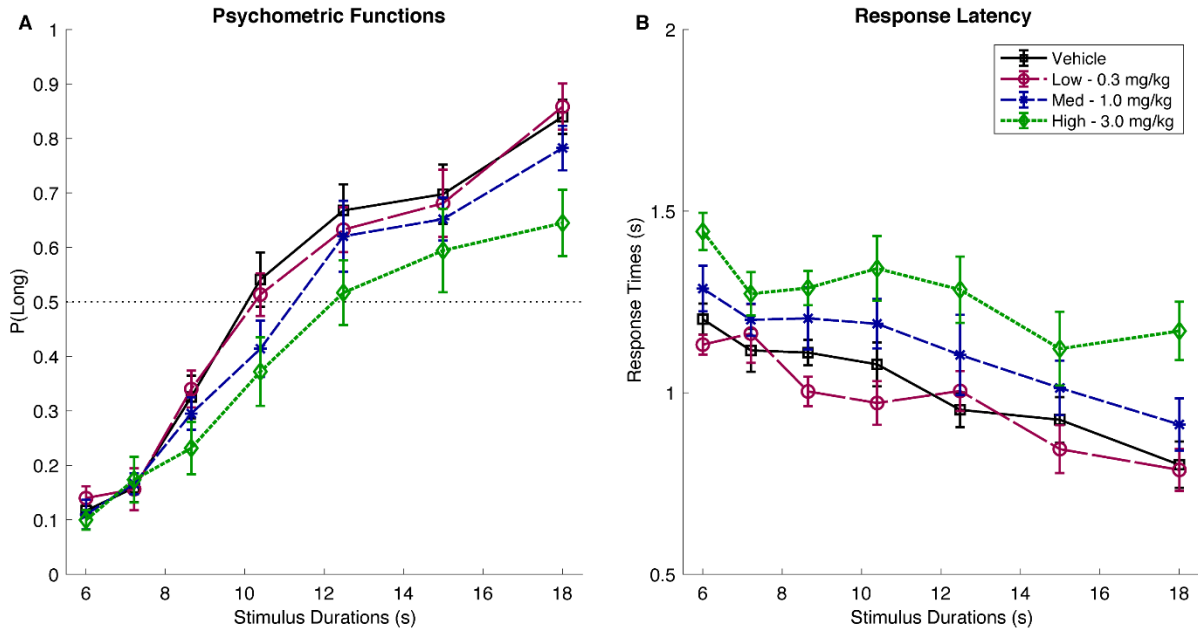 A
Psychometric Functions
P(Long)
1
0.9
0.8
0.7
0.6
0.5
0.4
0.3
0.2
0.1
0
6
8
10
12
14
16
18
Stimulus Durations (s)
B
Response Latency
Response Times (s)
2
1.5
1
0.5
6
8
10
12
14
16
18
Stimulus Durations (s)
Vehicle
Low - 0.3 mg/kg
Med - 1.0 mg/kg
High - 3.0 mg/kg